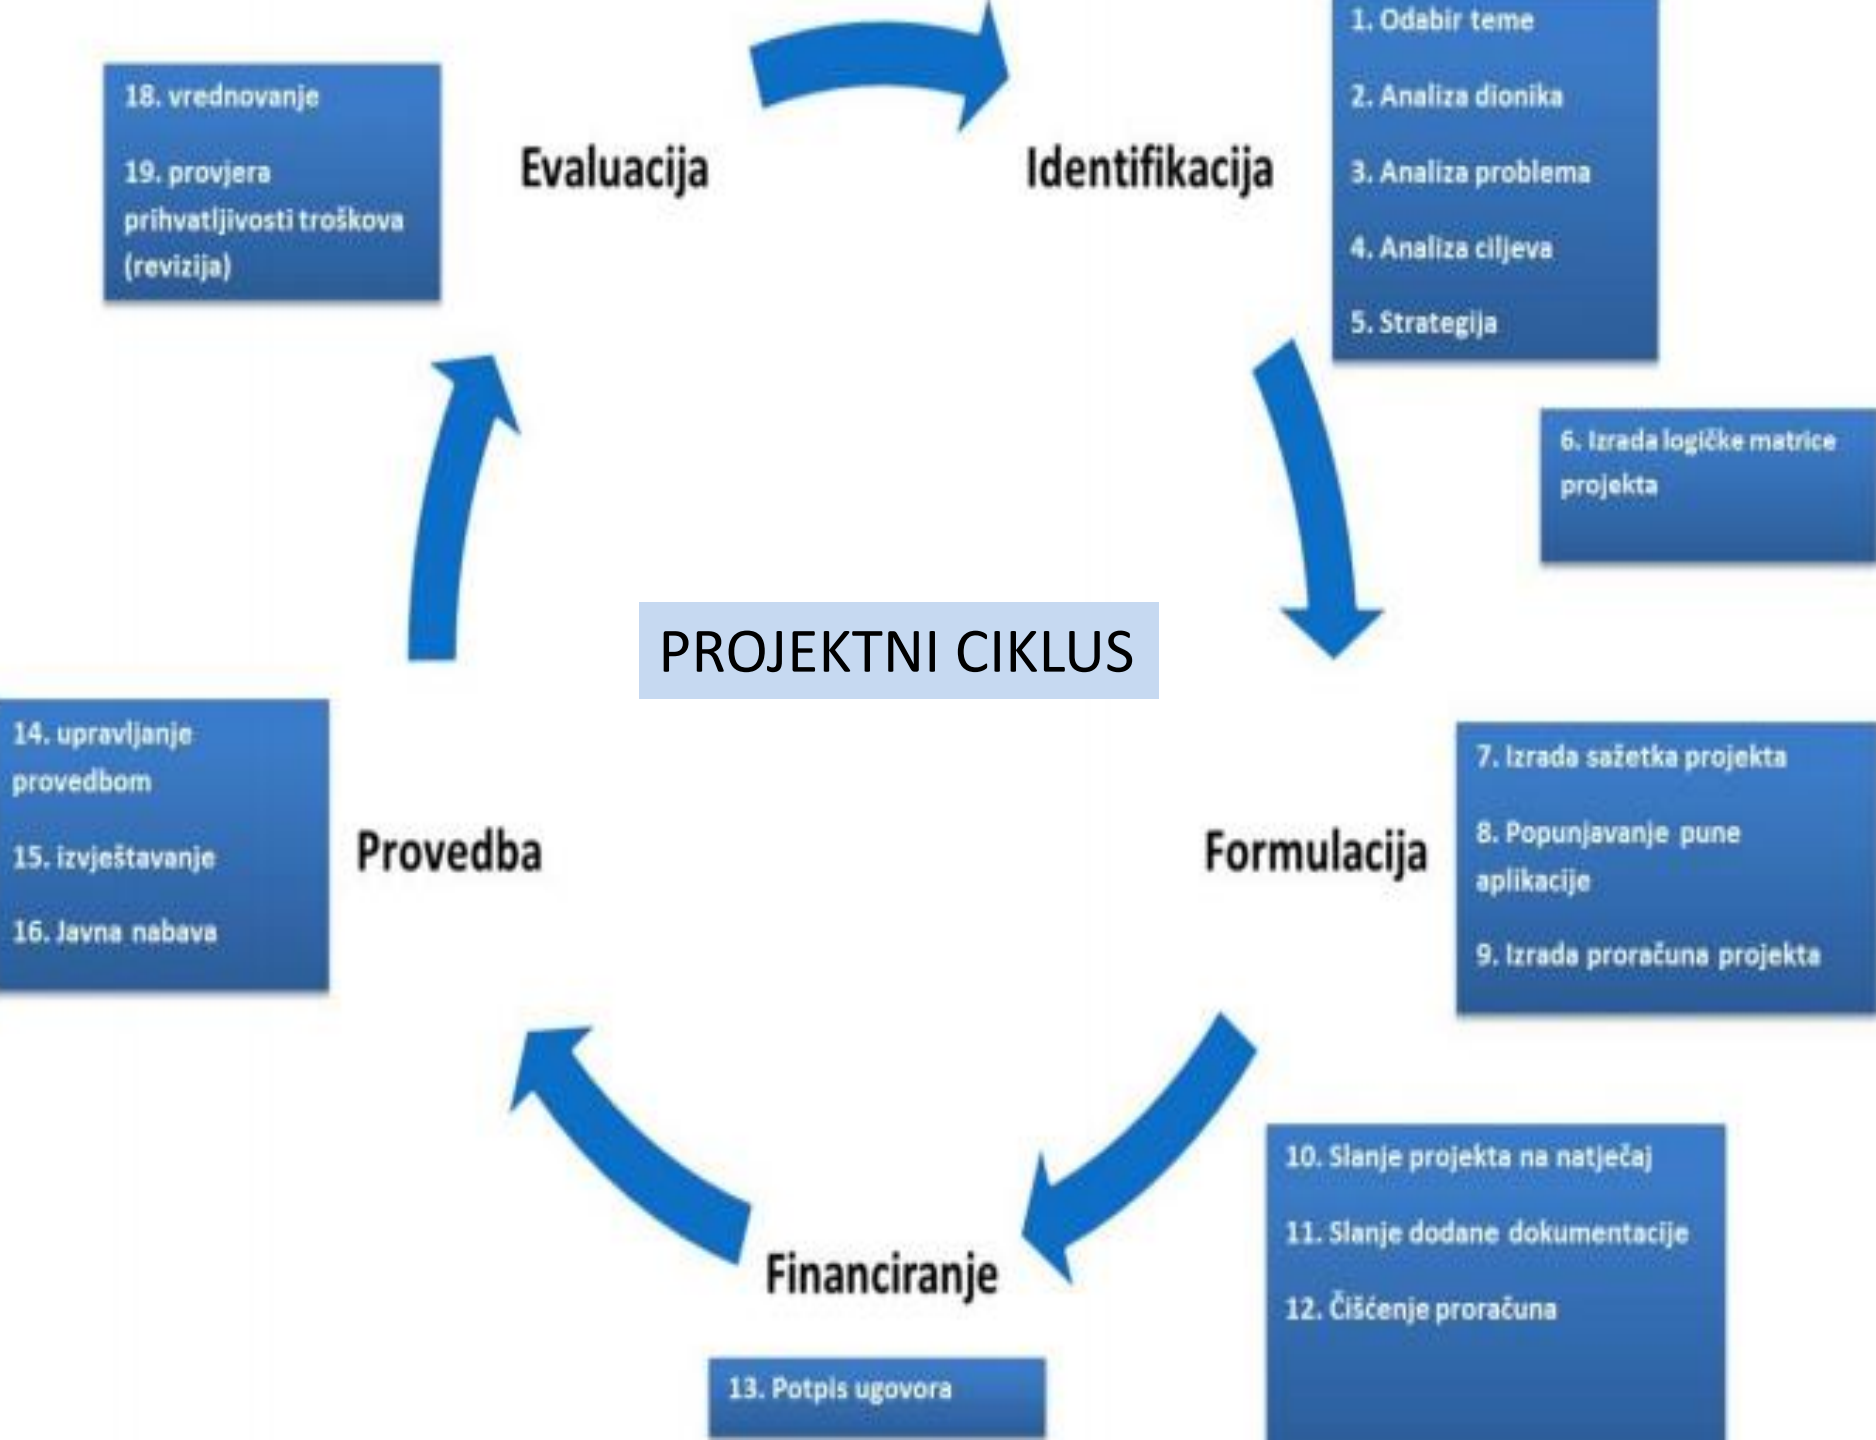 1. Odabir teme
2. Analiza dionika
3. Analiza problema
4. Analiza ciljeva
5. Strategija
Identifikacija
6. Izrada logičke matrice
projekta
7. Izrada sažetka projekta
8. Popunjavanje pune
aplikacije
9. Izrada proračuna projekta
Formulacija
10. Slanje projekta na natječaj
11. Slanje dodane dokumentacije
12. Čišćenje proračuna
Financiranje
13. Potpis ugovora
14. upravljanje
provedbom
15. izvještavanje
16. Javna nabava
Provedba
18. vrednovanje
19. provjera
prihvatljivosti troškova
(revizija)
Evaluacija
PROJEKTNI CIKLUS